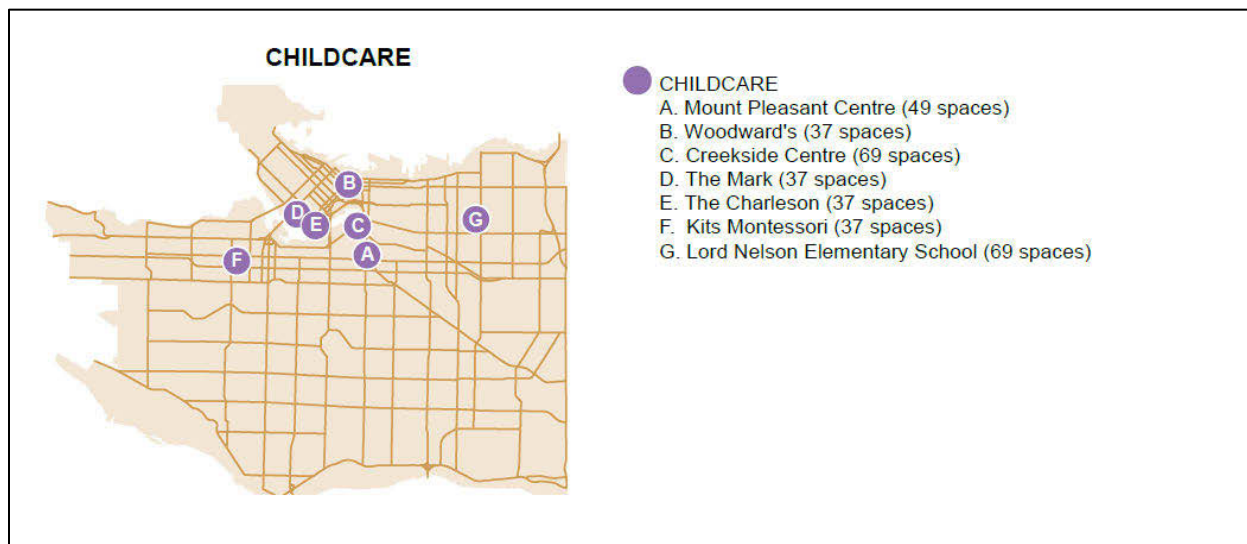 CHILDCARE
B
D
E
C
G
A
F
CHILDCARE
A. Mount Pleasant Centre (49 spaces)
B. Woodward's (37 spaces)
C. Creekside Centre (69 spaces)
D. The Mark (37 spaces)
E. The Charleson (37 spaces)
F. Kits Montessori (37 spaces)
G. Lord Nelson Elementary School (69 spaces)